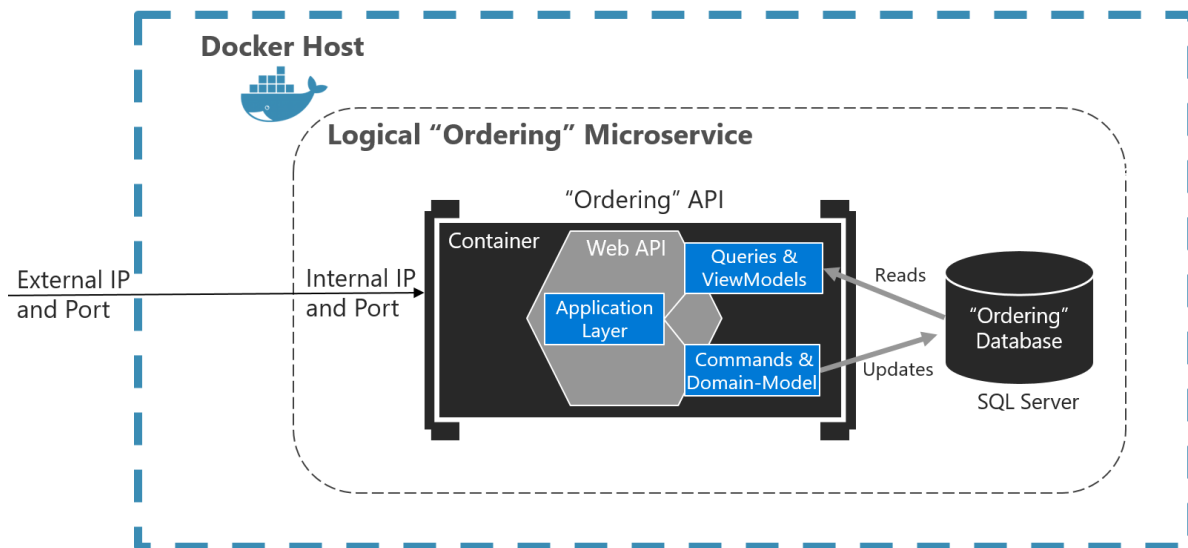 Docker Host
Logical “Ordering” Microservice
“Ordering” API
Container
Web API
Queries &
ViewModels
Application
Layer
Commands &
Domain-Model
External IP
and Port
Internal IP
and Port
Reads
Updates
“Ordering”
Database
SQL Server